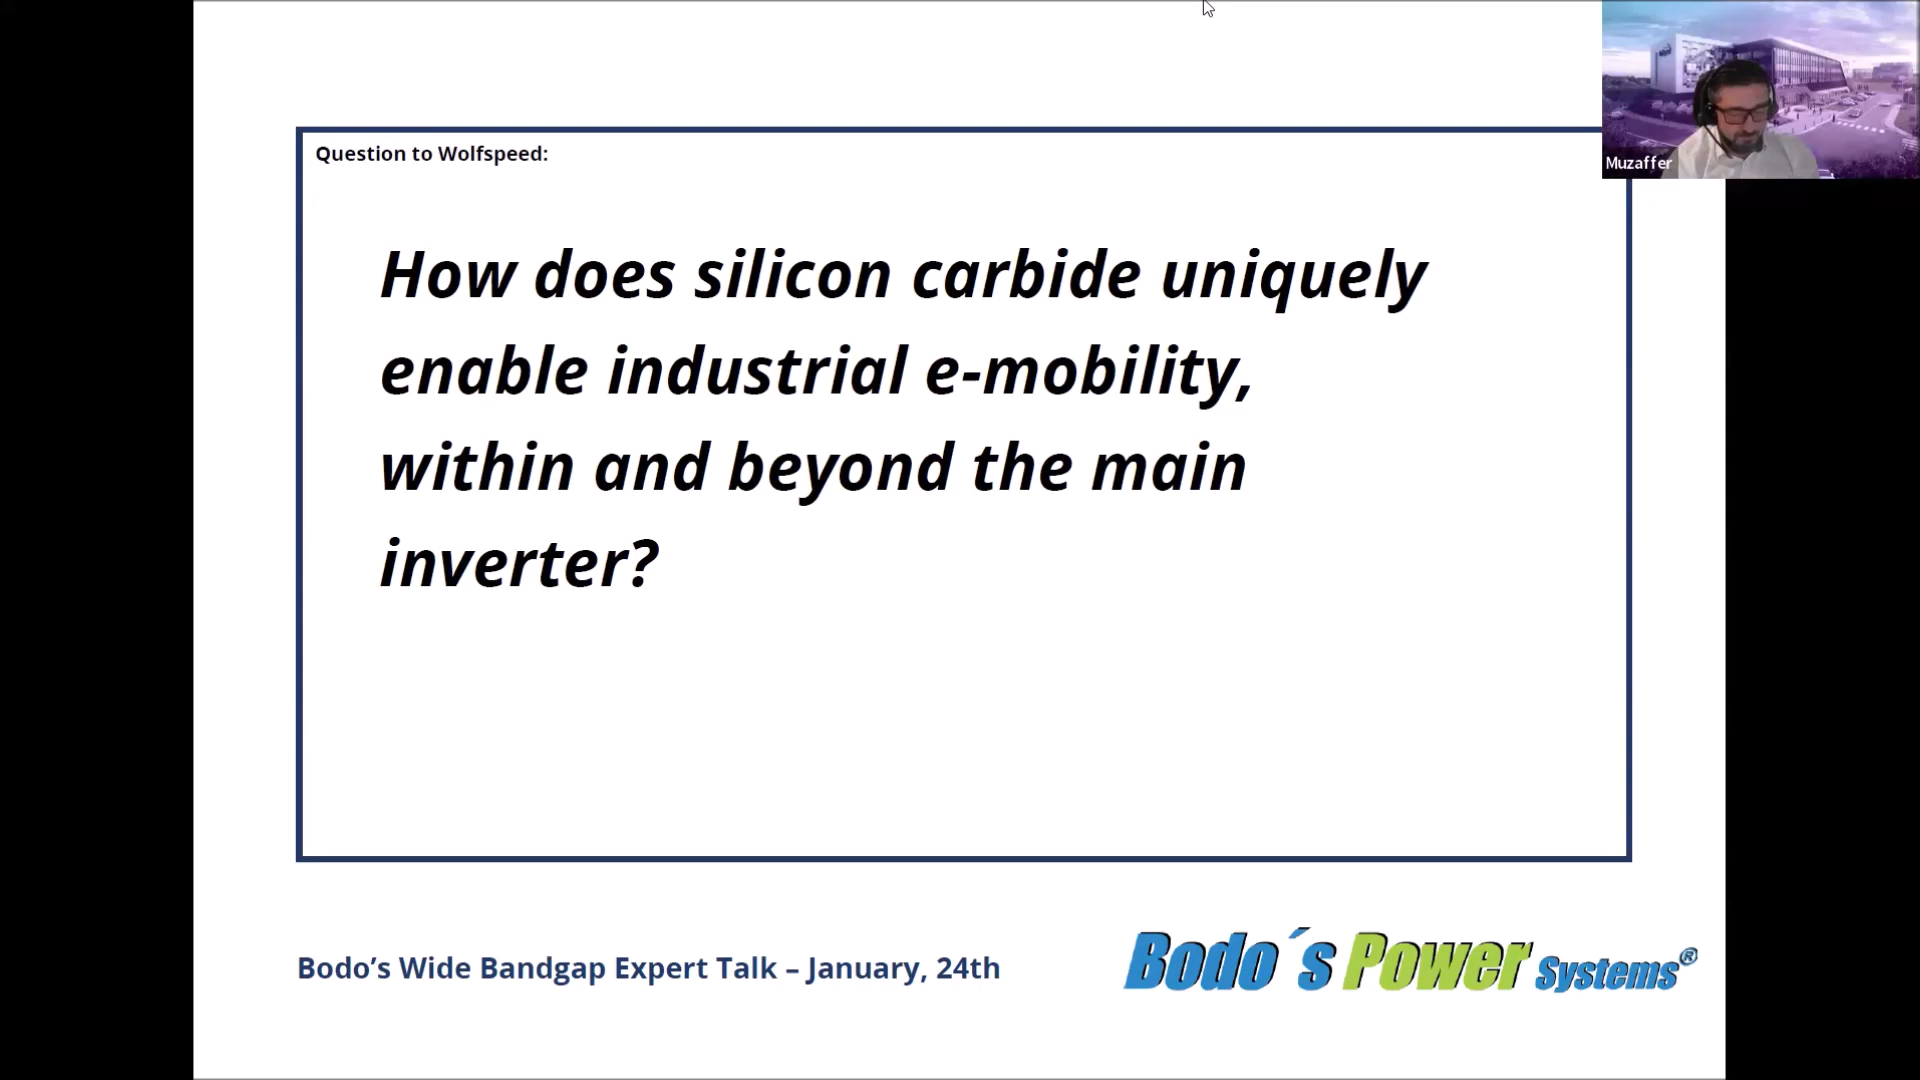 Question to Wolfspeed:
How does silicon carbide uniquely
enable industrial e-mobility,
within and beyond the main
inverter?
Muzaffer
Bodo’s Wide Bandgap Expert Talk – January, 24th
Bodo´s Power Systems®